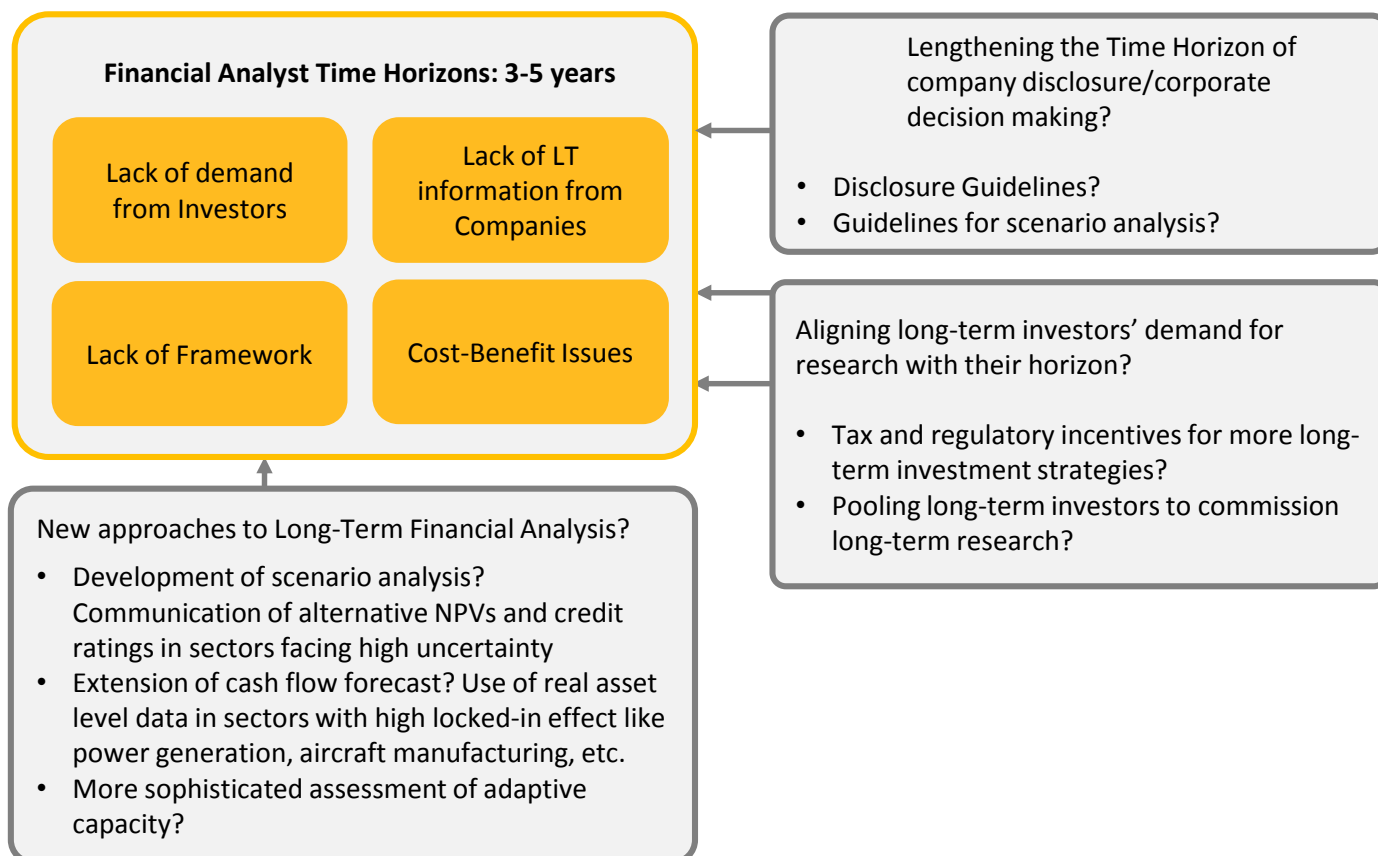 Financial Analyst Time Horizons: 3-5 years
Lack of demand
from Investors
Lack of LT
information from
Companies
Lack of Framework
Cost-Benefit Issues
Lengthening the Time Horizon of
company disclosure/corporate
decision making?
• Disclosure Guidelines?
• Guidelines for scenario analysis?
Aligning long-term investors’ demand for
research with their horizon?
• Tax and regulatory incentives for more long-
term investment strategies?
• Pooling long-term investors to commission
long-term research?
New approaches to Long-Term Financial Analysis?
• Development of scenario analysis?
Communication of alternative NPVs and credit
ratings in sectors facing high uncertainty
• Extension of cash flow forecast? Use of real asset
level data in sectors with high locked-in effect like
power generation, aircraft manufacturing, etc.
• More sophisticated assessment of adaptive
capacity?